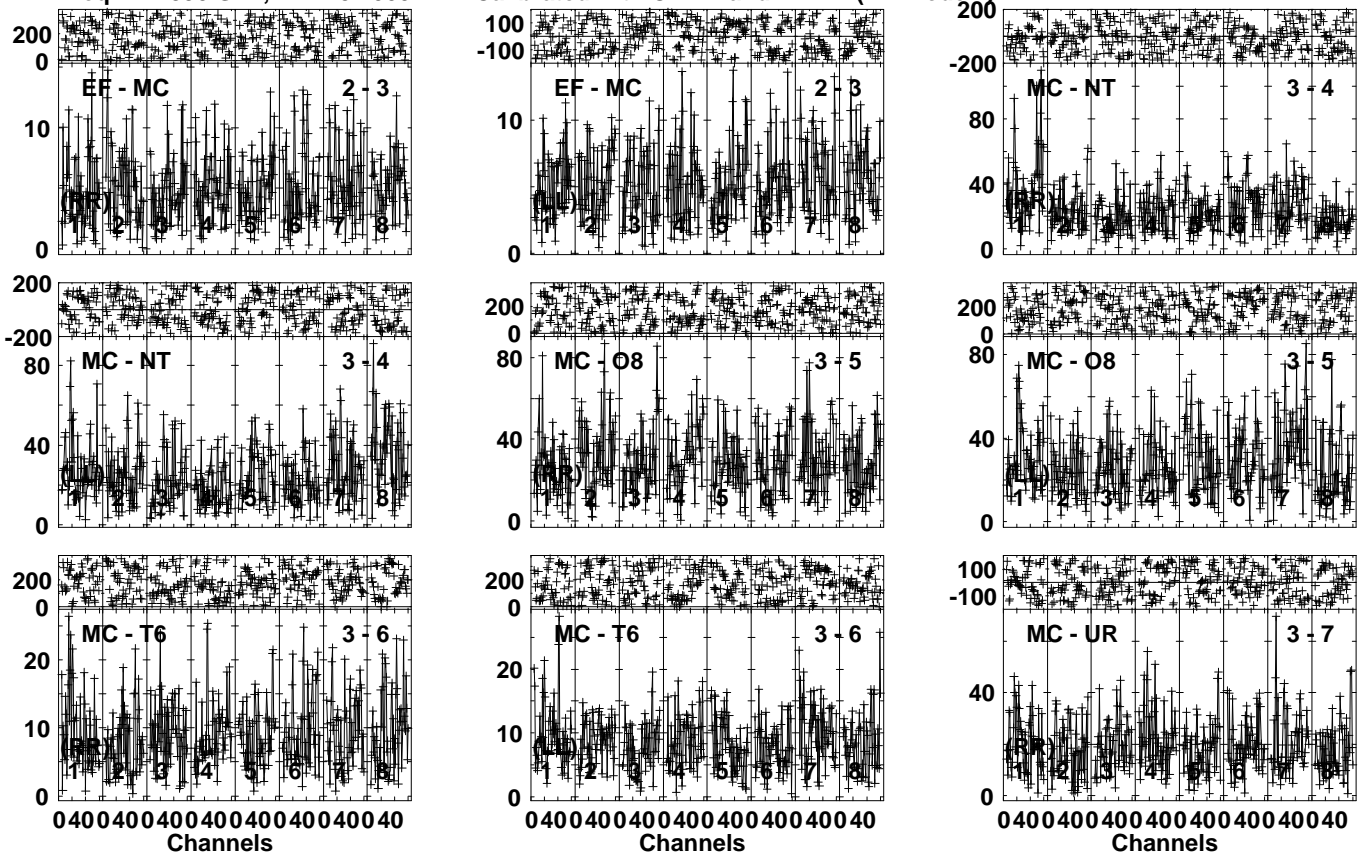 200 0 100 -100 200 -200
EF - MC 2 - 3 EF - MC 2 - 3 MC - NT 3 - 4
10 0 10 0 80 40 0
(RR) (LL) (RR)
1 2 3 4 5 6 7 8 1 2 3 4 5 6 7 8 1 2 3 4 5 6 7 8
200 -200 200 0 200 0
MC - NT 3 - 4 MC - O8 3 - 5 MC - O8 3 - 5
80 40 0 80 40 0 80 40 0
(LL) (RR) (LL)
1 2 3 4 5 6 7 8 1 2 3 4 5 6 7 8 1 2 3 4 5 6 7 8
200 0 200 0 100 -100
MC - T6 3 - 6 MC - T6 3 - 6 MC - UR 3 - 7
20 10 0 20 10 0 40 0
(RR) (LL) (RR)
1 2 3 4 5 6 7 8 1 2 3 4 5 6 7 8 1 2 3 4 5 6 7 8
0 40 0 40 0 40 0 40 0 40 0 40 0 40 0 40 0 40 0 40 0 40 0 40 0 40 0 40 0 40 0 40 0 40 0 40 0 40 0 40 0 40 0 40 0 40 0 40
Channels Channels Channels